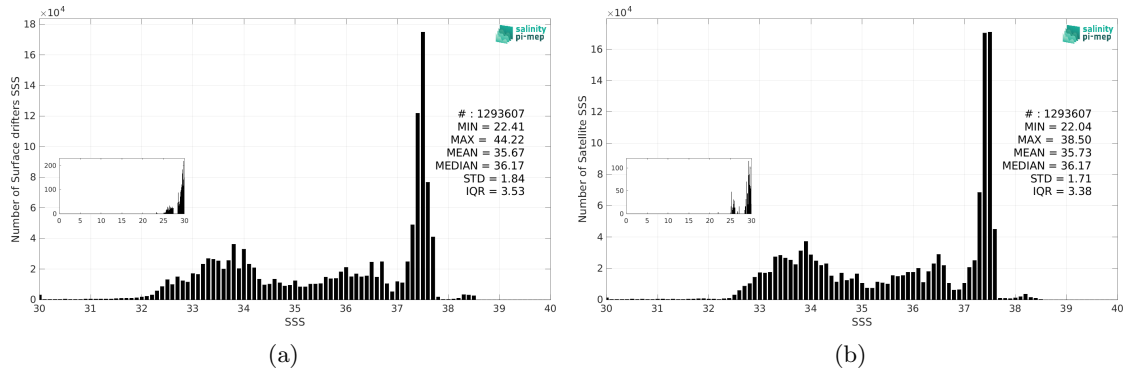 ×10⁴
18
16
14
12
10
8
6
4
2
0
Number of Surface drifters SSS
salinity
pi-mep
# : 1293607
MIN = 22.41
MAX = 44.22
MEAN = 35.67
MEDIAN = 36.17
STD = 1.84
IQR = 3.53
200
100
0
0 5 10 15 20 25 30
30 31 32 33 34 35 36 37 38 39 40
SSS
(a)
×10⁴
16
14
12
10
8
6
4
2
0
Number of Satellite SSS
salinity
pi-mep
# : 1293607
MIN = 22.04
MAX = 38.50
MEAN = 35.73
MEDIAN = 36.17
STD = 1.71
IQR = 3.38
100
50
0
0 5 10 15 20 25 30
30 31 32 33 34 35 36 37 38 39 40
SSS
(b)